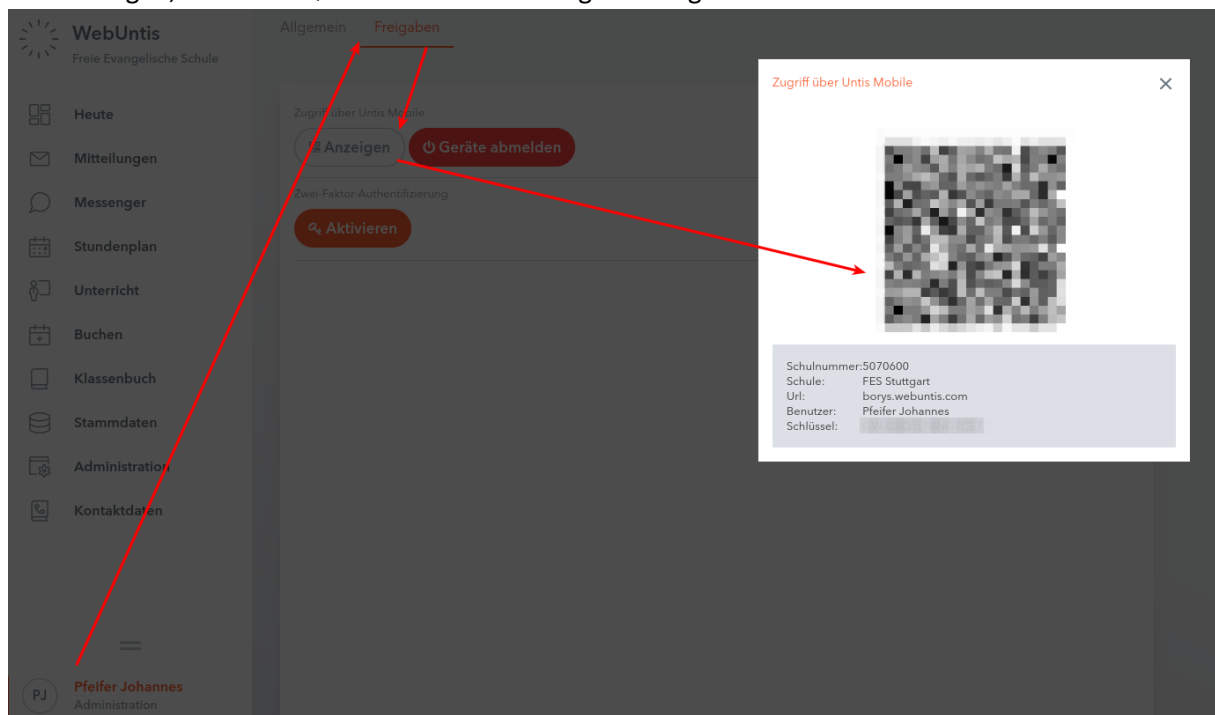 WebUntis
Freie Evangelische Schule
Heute
Mitteilungen
Messenger
Stundenplan
Unterricht
Buchen
Klassenbuch
Stammdaten
Administration
Kontaktdaten
PJ
Pfeifer Johannes
Administration
Allgemein Freigaben
Zugriff über Untis Mobile
Anzeigen Geräte abmelden
Zwei-Faktor-Authentifizierung
Aktivieren
Zugriff über Untis Mobile
Schulnummer:5070600
Schule: FES Stuttgart
Url: borys.webuntis.com
Benutzer: Pfeifer Johannes
Schlüssel: